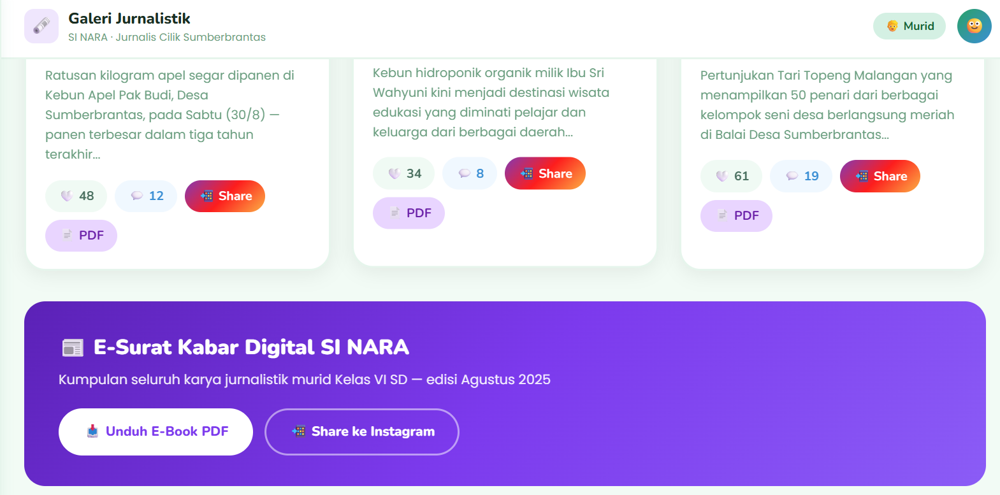 Galeri Jurnalistik
SI NARA · Jurnalis Cilik Sumberbrantas
Murid
Ratusan kilogram apel segar dipanen di
Kebun Apel Pak Budi, Desa
Sumberbrantas, pada Sabtu (30/8) —
panen terbesar dalam tiga tahun
terakhir...
48
12
Share
PDF
Kebun hidroponik organik milik Ibu Sri
Wahyuni kini menjadi destinasi wisata
edukasi yang diminati pelajar dan
keluarga dari berbagai daerah...
34
8
Share
PDF
Pertunjukan Tari Topeng Malangan yang
menampilkan 50 penari dari berbagai
kelompok seni desa berlangsung meriah
di Balai Desa Sumberbrantas...
61
19
Share
PDF
E-Surat Kabar Digital SI NARA
Kumpulan seluruh karya jurnalistik murid Kelas VI SD — edisi Agustus 2025
Unduh E-Book PDF
Share ke Instagram